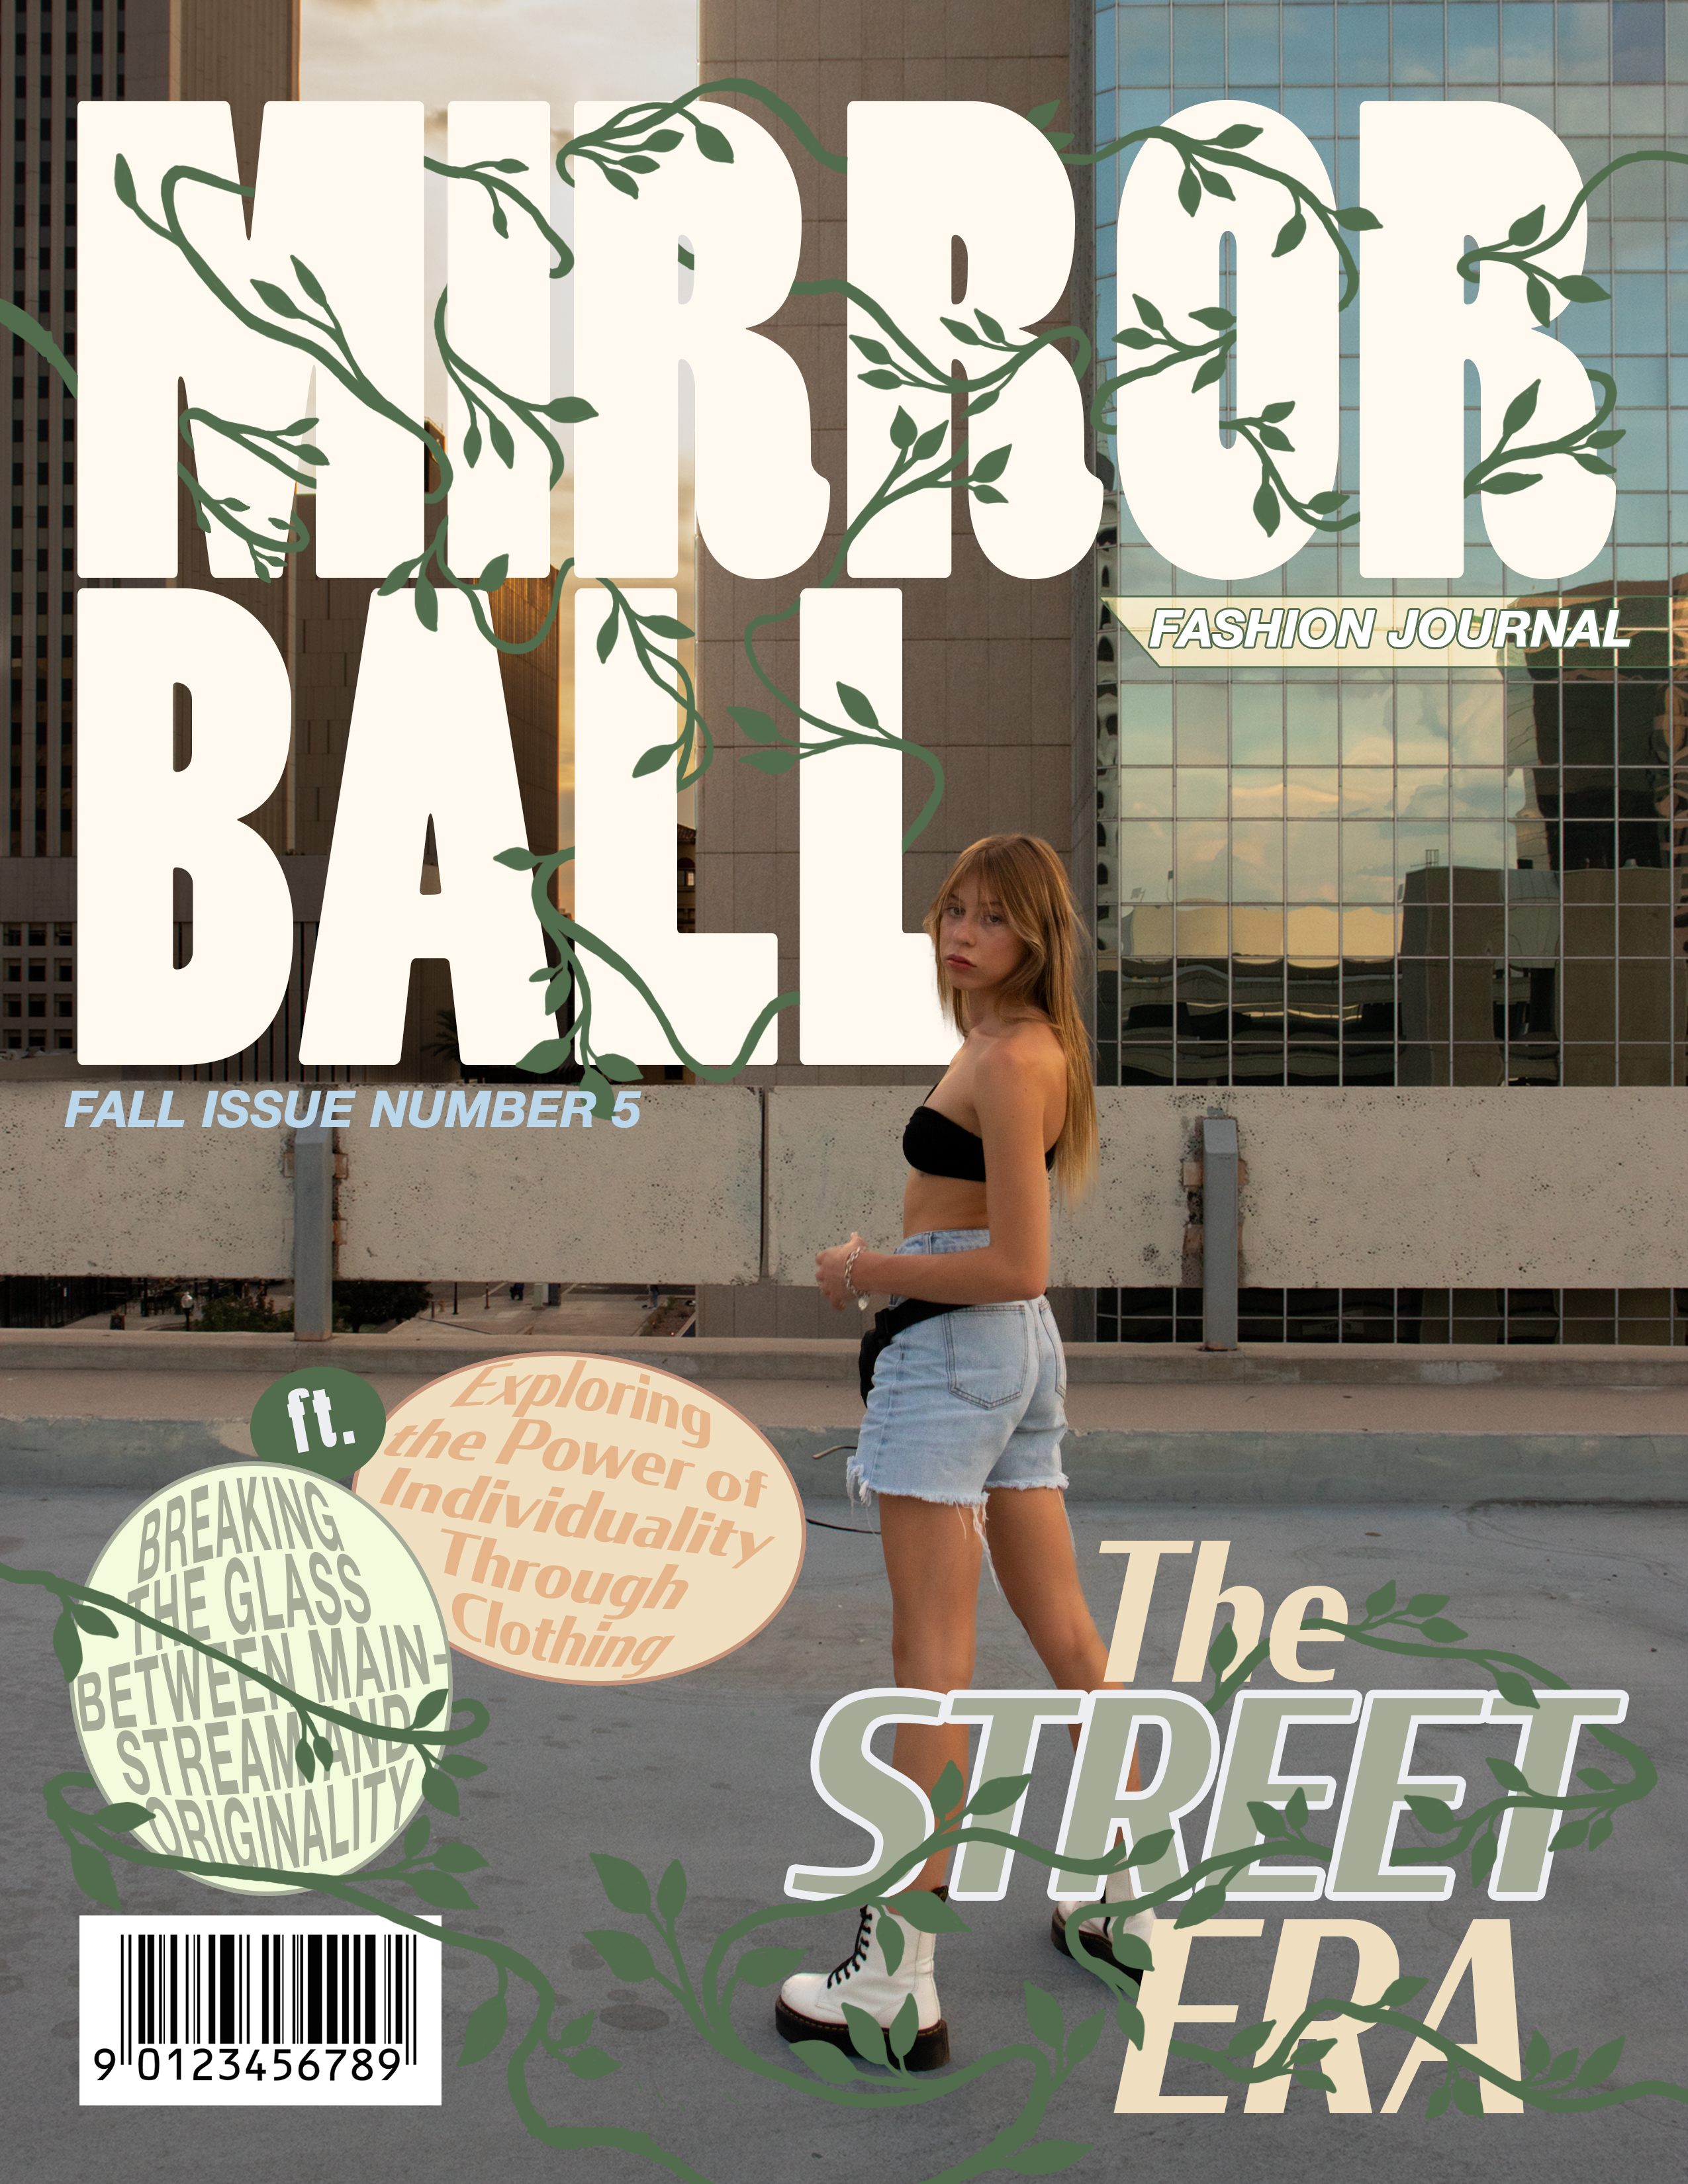 MIRROR
BALL
FASHION JOURNAL
FALL ISSUE NUMBER 5
ft.
Exploring
the Power of
Individuality
Through
Clothing
BREAKING
THE GLASS
BETWEEN MAIN-
STREAM AND
ORIGINALITY
The
STREET
ERA
9 0123456789